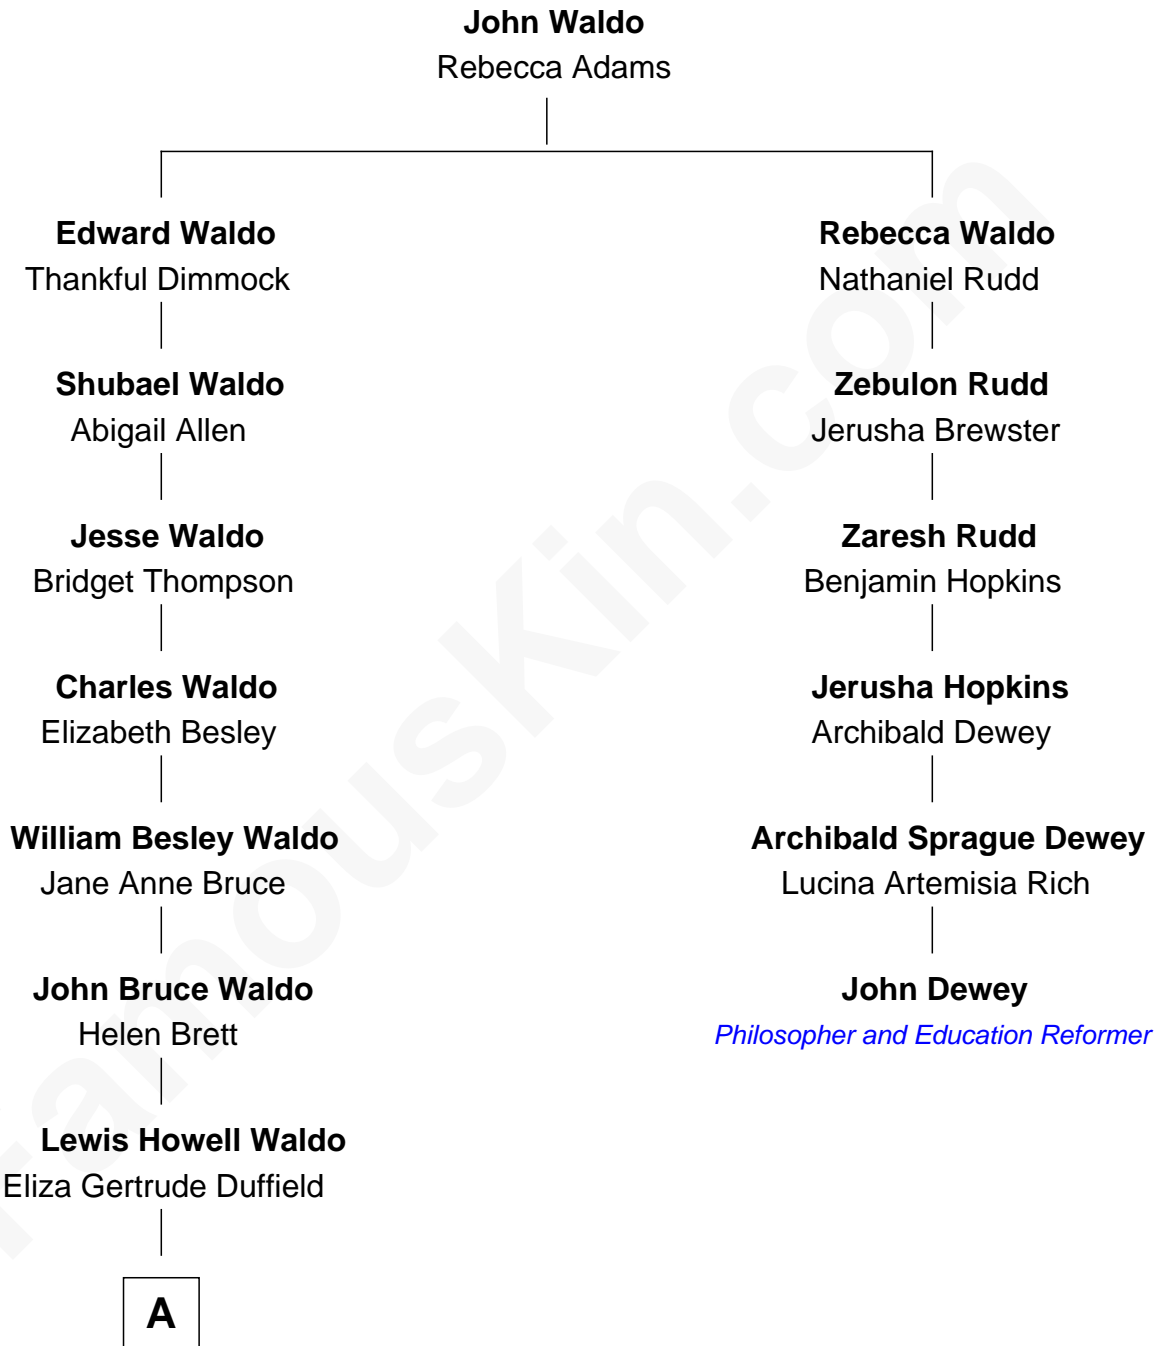 John Waldo
Rebecca Adams
Edward Waldo
Thankful Dimmock
Rebecca Waldo
Nathaniel Rudd
Shubael Waldo
Abigail Allen
Zebulon Rudd
Jerusha Brewster
Jesse Waldo
Bridget Thompson
Zaresh Rudd
Benjamin Hopkins
Charles Waldo
Elizabeth Besley
Jerusha Hopkins
Archibald Dewey
William Besley Waldo
Jane Anne Bruce
Archibald Sprague Dewey
Lucina Artemisia Rich
John Bruce Waldo
Helen Brett
John Dewey
Philosopher and Education Reformer
Lewis Howell Waldo
Eliza Gertrude Duffield
A
FamousKin.com